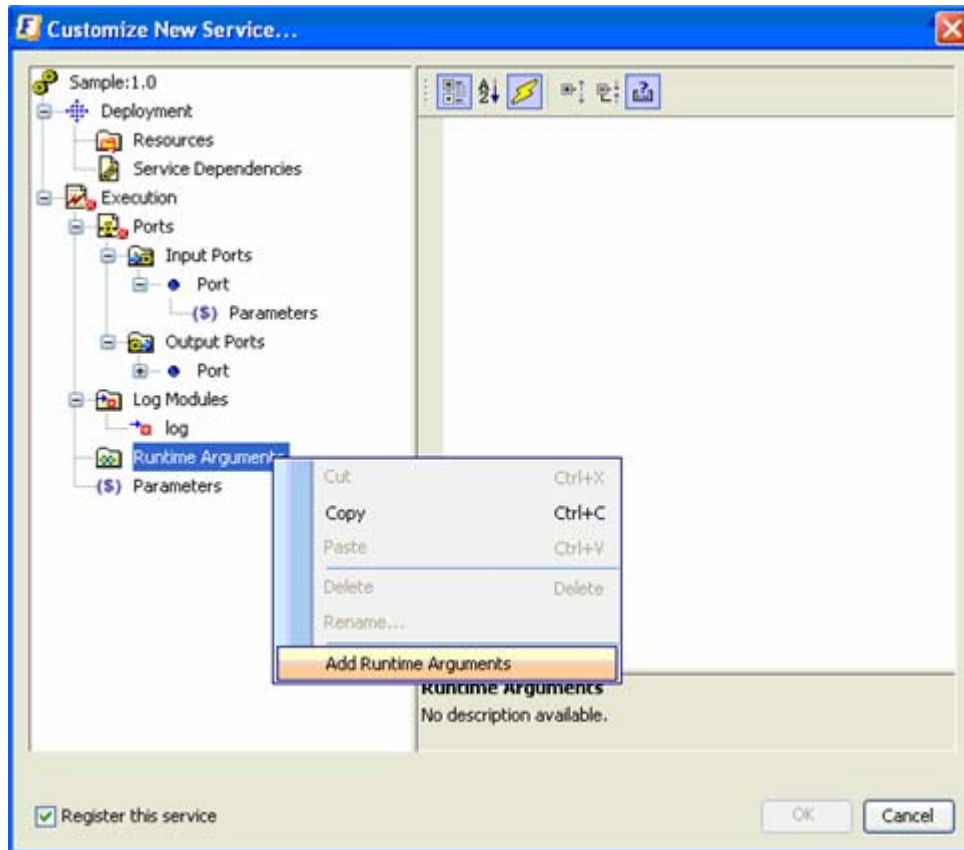 Customize New Service...
Sample:1.0
Deployment
Resources
Service Dependencies
Execution
Ports
Input Ports
Port
($) Parameters
Output Ports
Port
Log Modules
log
Runtime Arguments
($) Parameters
Cut Ctrl+X
Copy Ctrl+C
Paste Ctrl+V
Delete Delete
Rename...
Add Runtime Arguments
Runtime Arguments
No description available.
Register this service
OK
Cancel